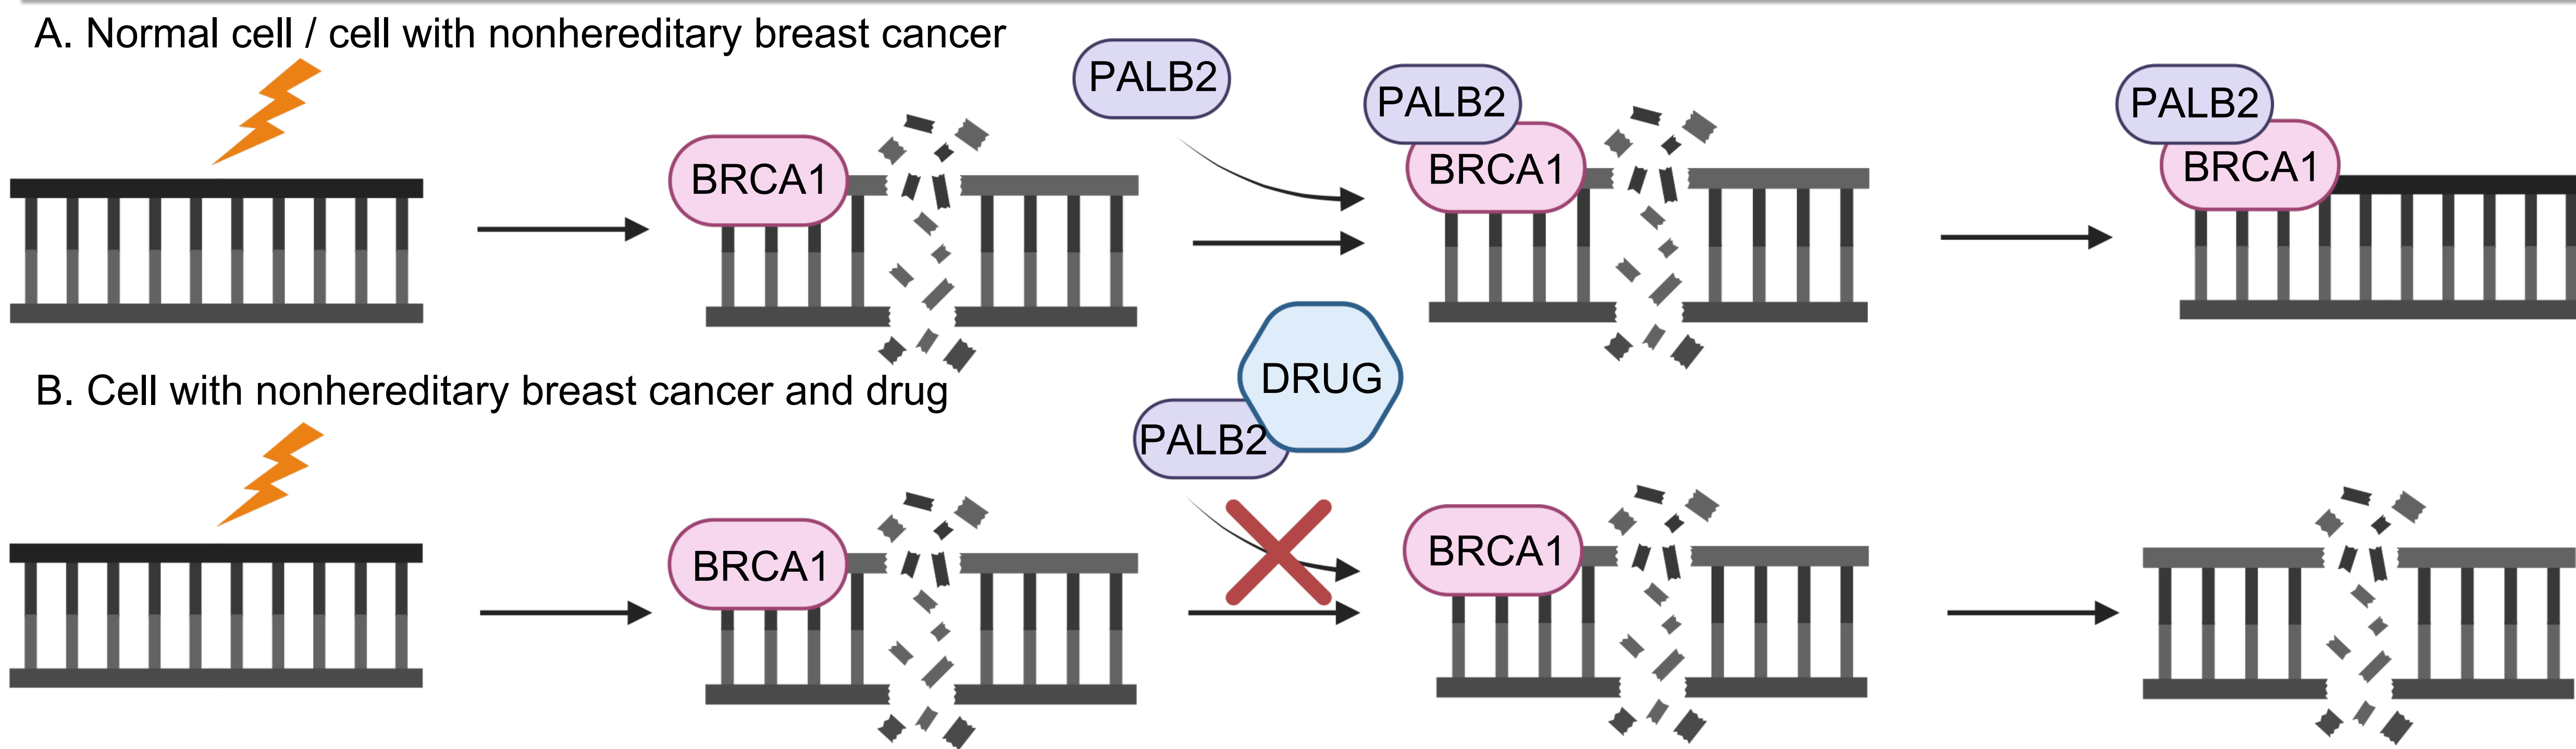 A. Normal cell / cell with nonhereditary breast cancer
PALB2
BRCA1
PALB2
BRCA1
PALB2
BRCA1
B. Cell with nonhereditary breast cancer and drug
DRUG
PALB2
BRCA1
BRCA1